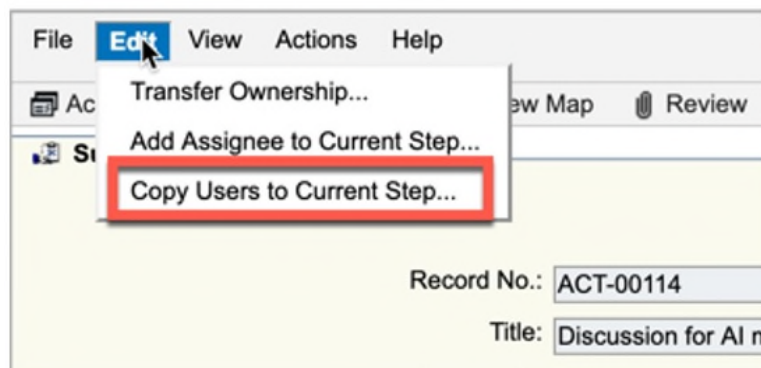 File Edit View Actions Help
Transfer Ownership...
Map Review
Add Assignee to Current Step...
Copy Users to Current Step...
Record No.: ACT-00114
Title: Discussion for AI